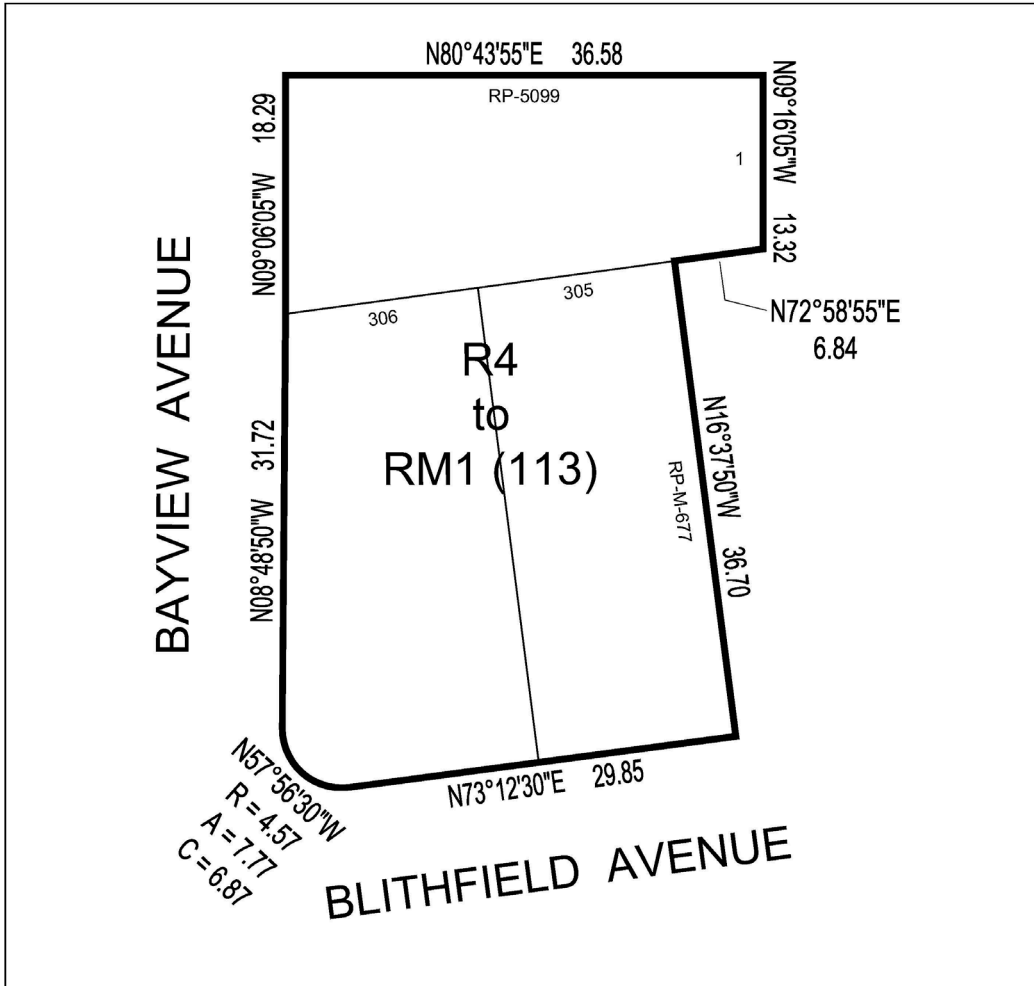 N80°43'55"E 36.58
RP-5099
N09°16'05"W 13.32
1
N09°06'05"W 18.29
BAYVIEW AVENUE
306
305
N72°58'55"E
6.84
R4
to
RM1 (113)
N08°48'50"W 31.72
N16°37'50"W 36.70
RP-M-677
N57°56'30"W
R = 4.57
A = 7.77
C = 6.87
N73°12'30"E 29.85
BLITHFIELD AVENUE